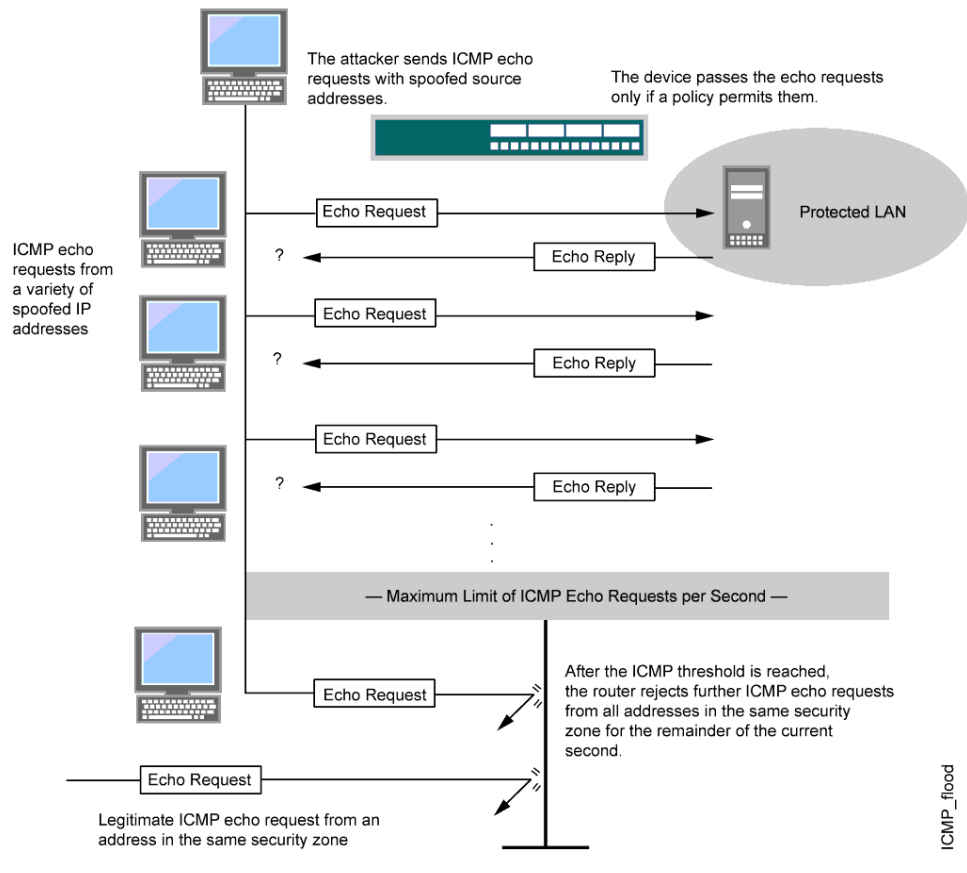 The attacker sends ICMP echo
requests with spoofed source
addresses.
The device passes the echo requests
only if a policy permits them.
Echo Request
Protected LAN
ICMP echo
requests from
a variety of
spoofed IP
addresses
?
Echo Reply
Echo Request
?
Echo Reply
Echo Request
?
Echo Reply
— Maximum Limit of ICMP Echo Requests per Second —
After the ICMP threshold is reached,
the router rejects further ICMP echo requests
from all addresses in the same security
zone for the remainder of the current
second.
Echo Request
Echo Request
Legitimate ICMP echo request from an
address in the same security zone
ICMP_flood